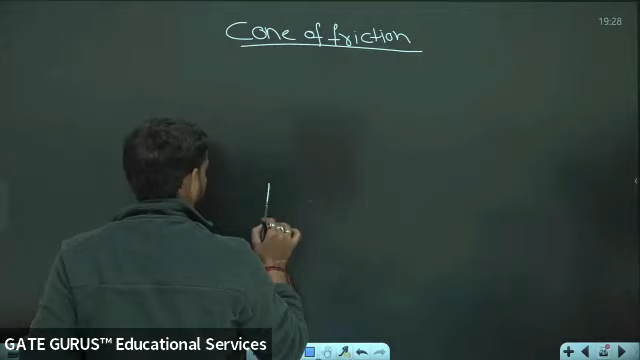 19:28
Cone of friction
GATE GURUS™ Educational Services